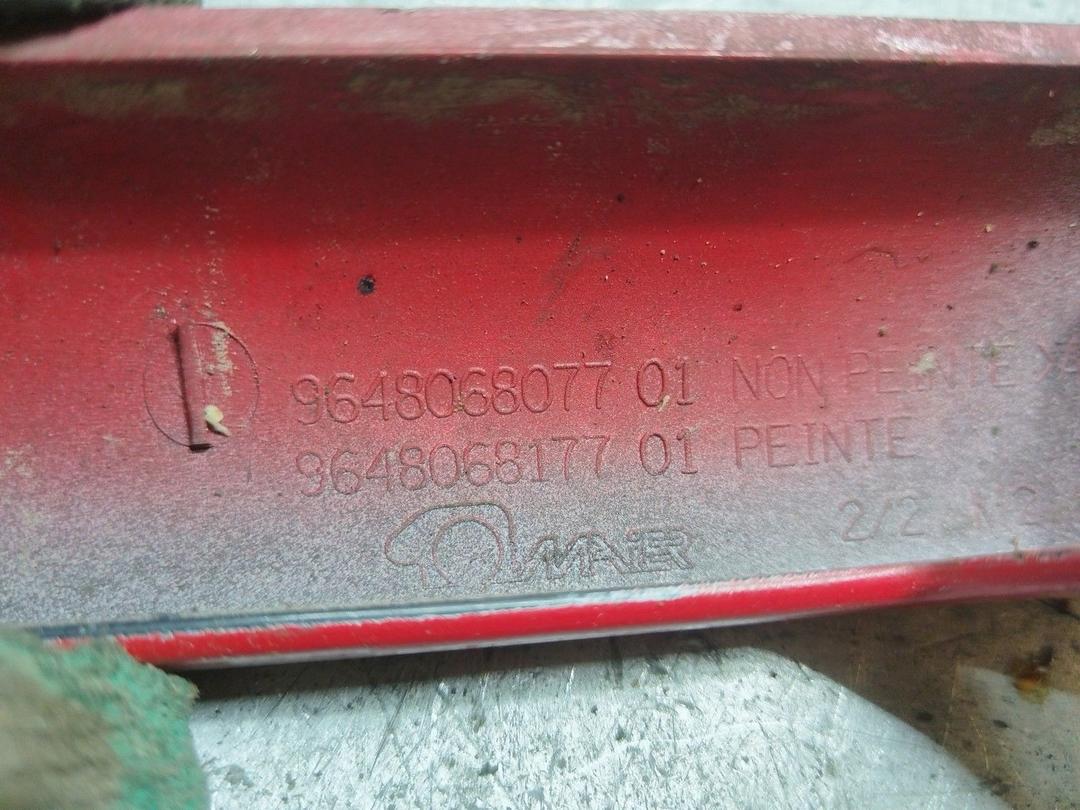 9648068077 01 NON PEINTE
9648068177 01 PEINTE
MAIER
2/2